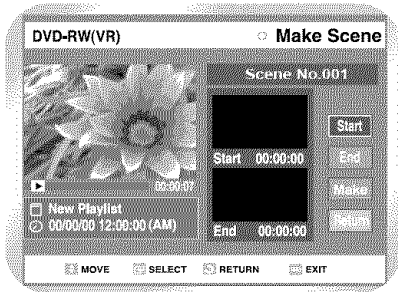 DVD-RW(VR)
Make Scene
Scene No.001
00:00:07
New Playlist
00/00/00 12:00:00 (AM)
Start 00:00:00
End 00:00:00
Start
End
Make
Return
MOVE SELECT RETURN EXIT